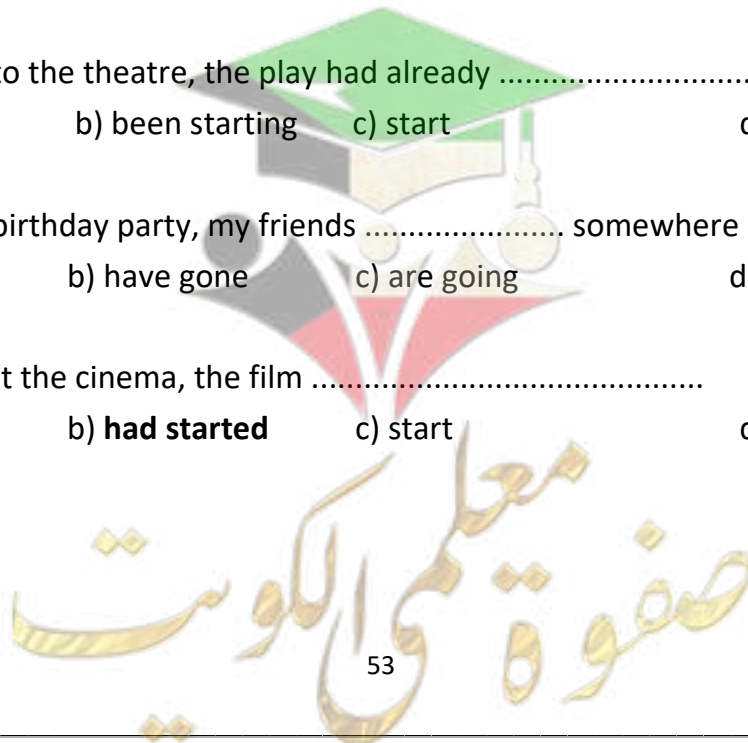 to the theatre, the play had already ..............................
b) been starting c) start
birthday party, my friends ...................... somewhere
b) have gone c) are going d
t the cinema, the film ...........................................
b) had started c) start
صفوة معلمى الكويت
53